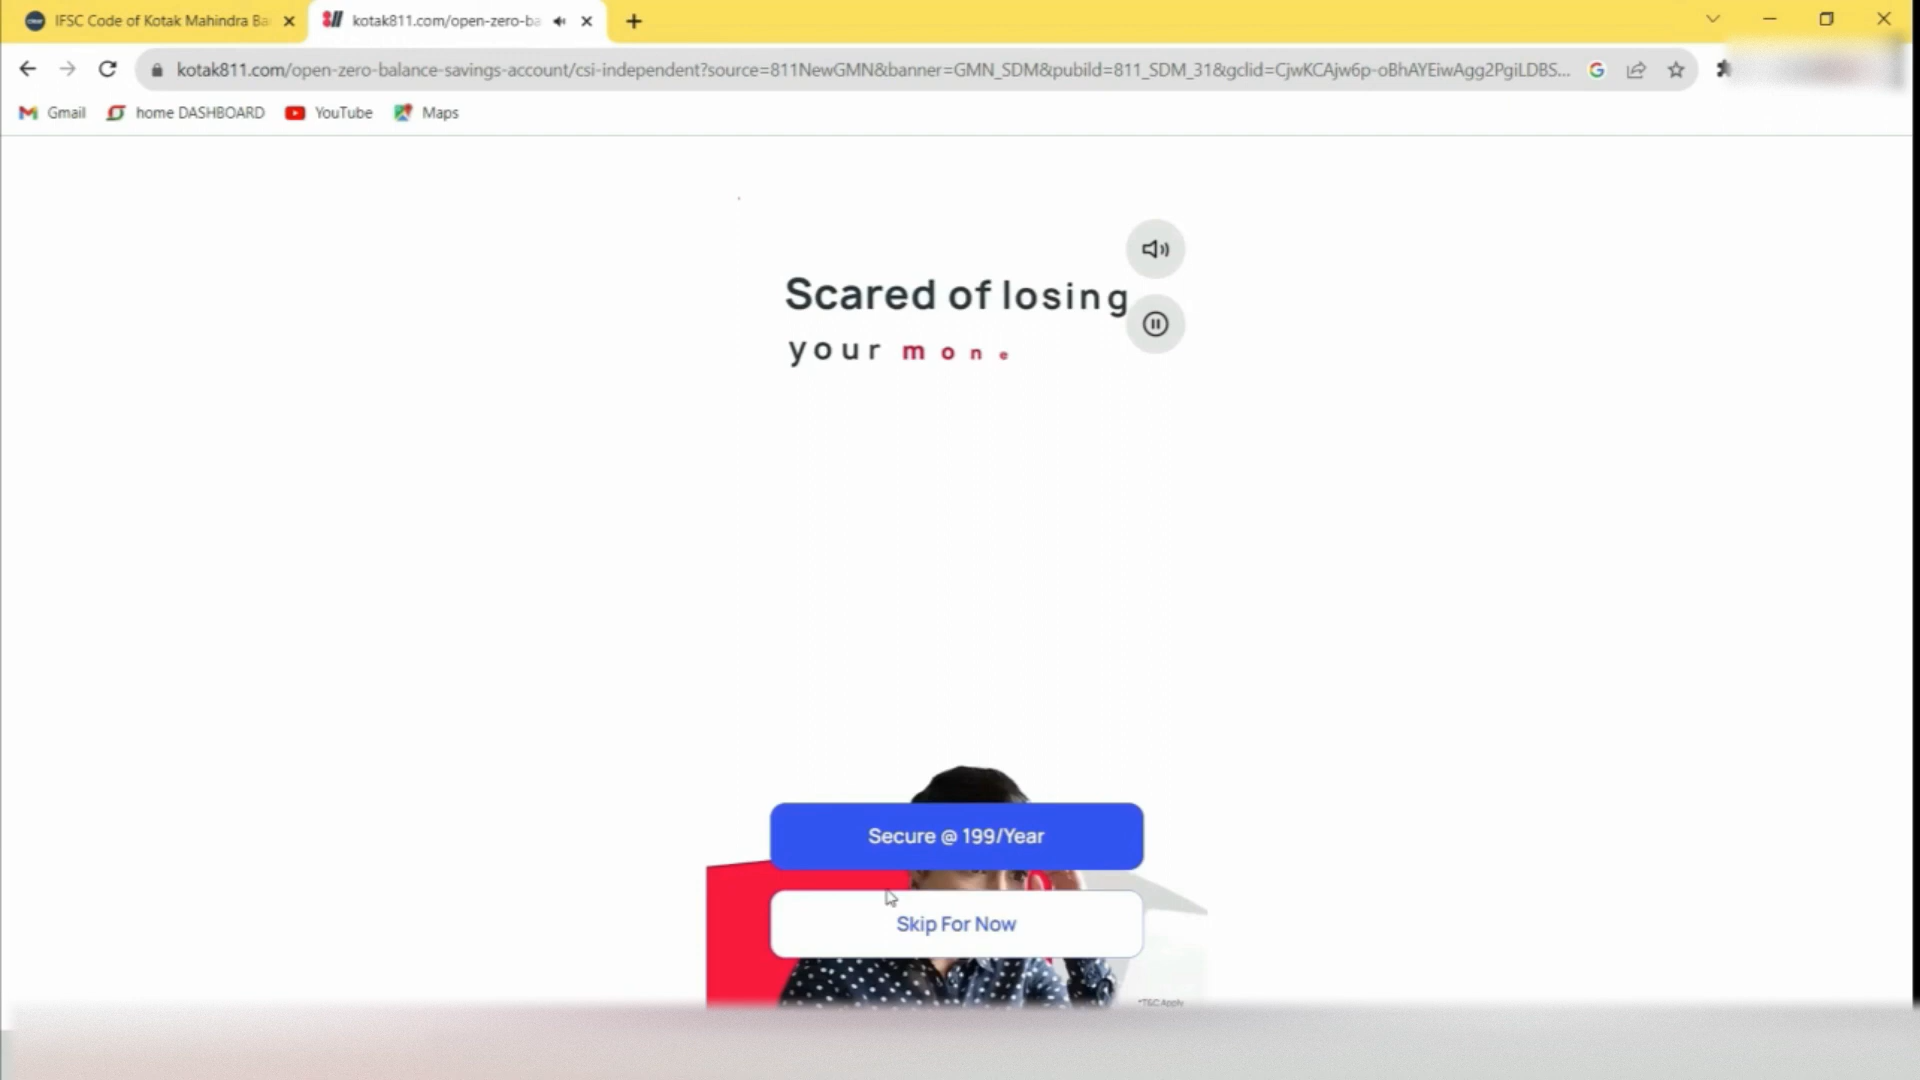 IFSC Code of Kotak Mahindra Ba
kotak811.com/open-zero-ba
kotak811.com/open-zero-balance-savings-account/csi-independent?source=811NewGMN&banner=GMN_SDM&pubild=811_SDM_31&gclid=CjwKCAjw6p-oBhAYEiwAgg2PgiLDBS...
Gmail
home DASHBOARD
YouTube
Maps
Scared of losing
your mone
Secure @ 199/Year
Skip For Now
*T&C Apply